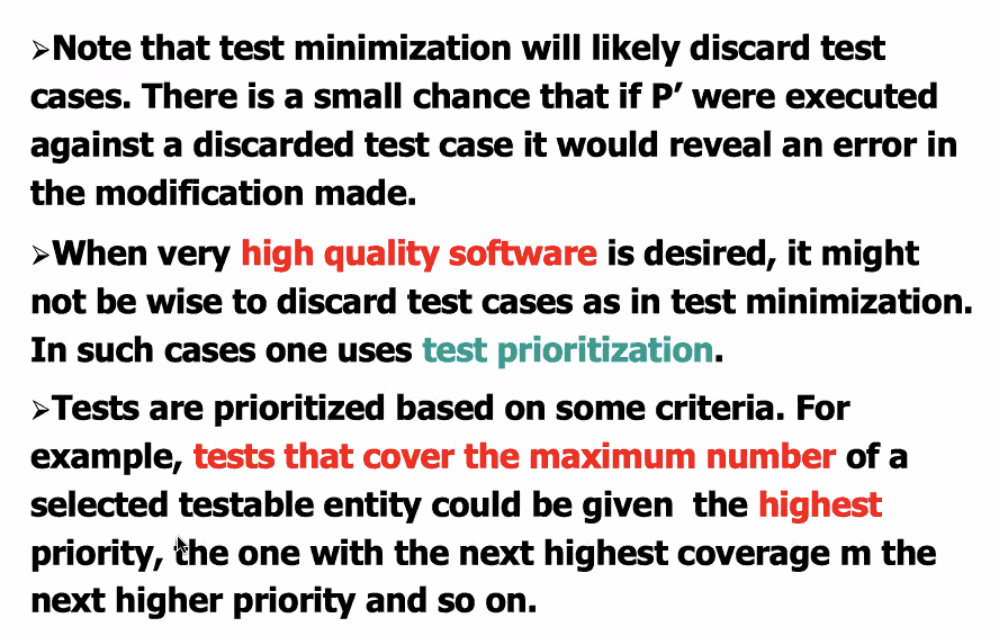 ➢Note that test minimization will likely discard test
cases. There is a small chance that if P′ were executed
against a discarded test case it would reveal an error in
the modification made.
➢When very high quality software is desired, it might
not be wise to discard test cases as in test minimization.
In such cases one uses test prioritization.
➢Tests are prioritized based on some criteria. For
example, tests that cover the maximum number of a
selected testable entity could be given  the highest
priority, the one with the next highest coverage m the
next higher priority and so on.